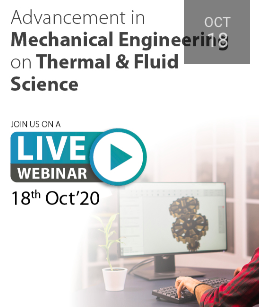 Advancement in
Mechanical Engineering
on Thermal & Fluid
Science
OCT
18
JOIN US ON A
LIVE
WEBINAR
18th Oct'20